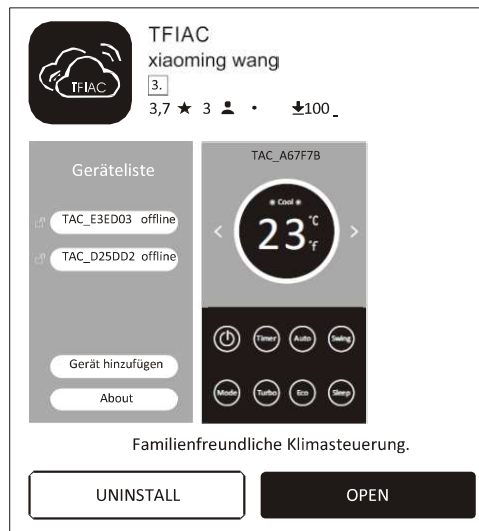 TFIAC
TFIAC
xiaoming wang
3.
3,7 ★ 3 • 100
Geräteliste
TAC_E3ED03 offline
TAC_D25DD2 offline
Gerät hinzufügen
About
TAC_A67F7B
Cool
23 °C
°f
Timer Auto Swing
Mode Turbo Eco Sleep
Familienfreundliche Klimasteuerung.
UNINSTALL
OPEN